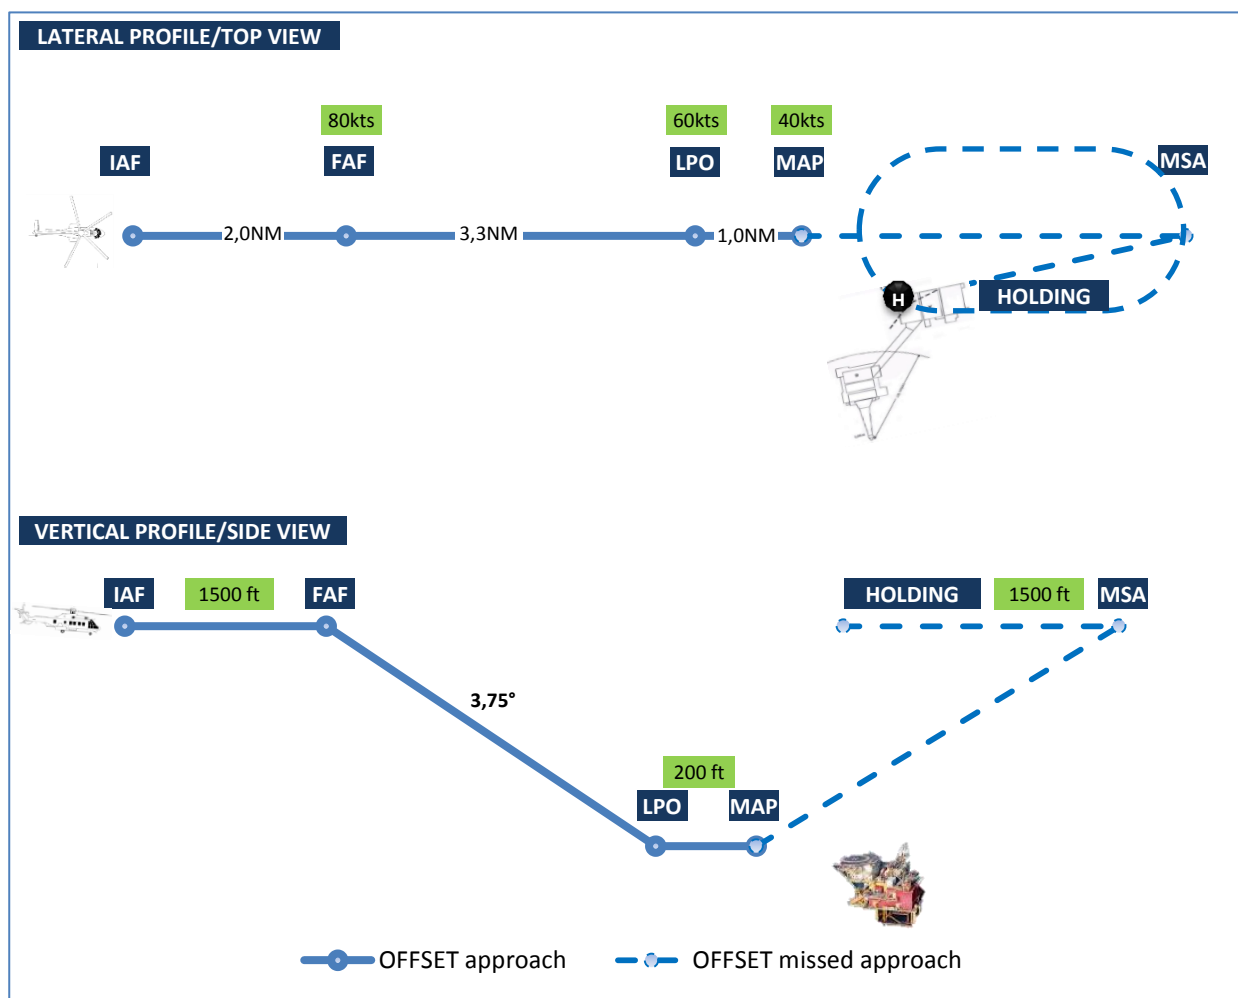 LATERAL PROFILE/TOP VIEW
80kts 60kts 40kts
IAF FAF LPO MAP MSA
2,0NM 3,3NM 1,0NM
H HOLDING
VERTICAL PROFILE/SIDE VIEW
IAF 1500 ft FAF HOLDING 1500 ft MSA
3,75°
200 ft
LPO MAP
OFFSET approach OFFSET missed approach